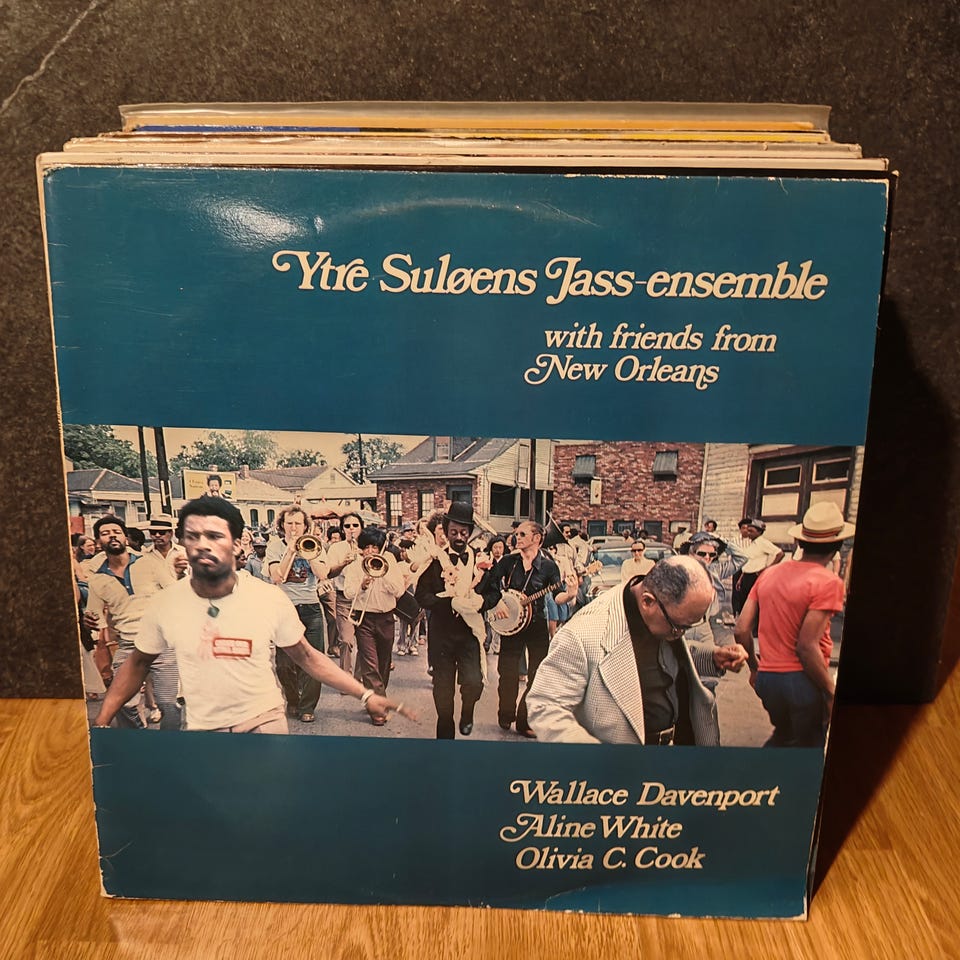 Ytre Suløens Jass-ensemble
with friends from
New Orleans
Wallace Davenport
Aline White
Olivia C. Cook